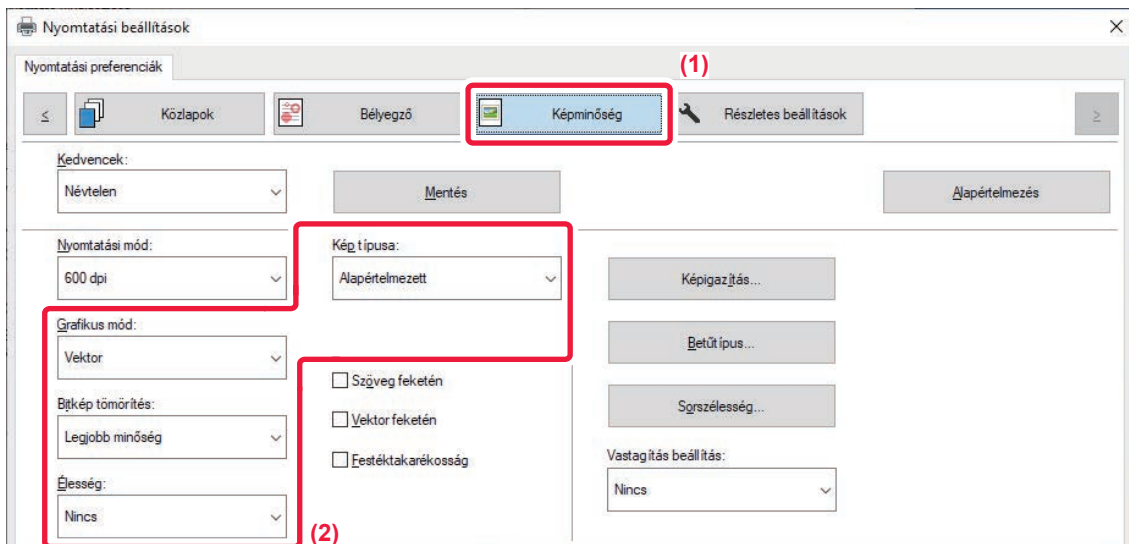 Nyomtatási beállítások
Nyomtatási preferenciák
(1)
≤ Közlapok Bélyegző Képminőség Részletes beállítások ≥
Kedvencek:
Névtelen Mentés Alapértelmezés
Nyomtatási mód: Kép típusa:
600 dpi Alapértelmezett Képigazítás...
Grafikus mód:
Vektor Betűtípus...
Szöveg feketén
Bitkép tömörítés:
Legjobb minőség Vektor feketén Sorszélesség...
Festéktakarékosság Vastagítás beállítás:
Élesség:
Nincs Nincs
(2)